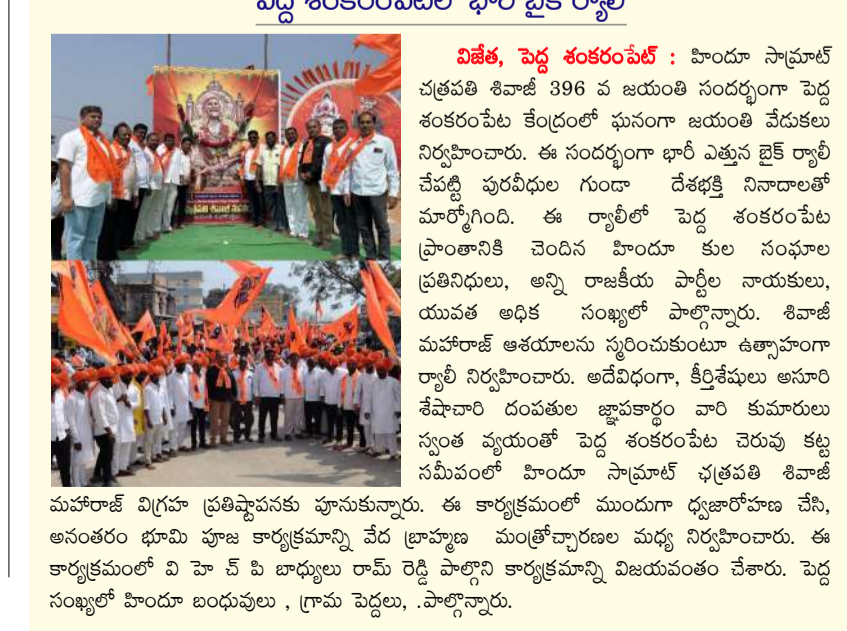 పెద్ద శంకరంపేటలో భారీ బైక్ ర్యాలీ
విజేత, పెద్ద శంకరంపేట్ : హిందూ సామ్రాట్
చత్రపతి శివాజీ 396 వ జయంతి సందర్భంగా పెద్ద
శంకరంపేట కేంద్రంలో ఘనంగా జయంతి వేడుకలు
నిర్వహించారు. ఈ సందర్భంగా భారీ ఎత్తున బైక్ ర్యాలీ
చేపట్టి పురవీధుల గుండా దేశభక్తి నినాదాలతో
మార్మోగింది. ఈ ర్యాలీలో పెద్ద శంకరంపేట
ప్రాంతానికి చెందిన హిందూ కుల సంఘాల
ప్రతినిధులు, అన్ని రాజకీయ పార్టీల నాయకులు,
యువత అధిక సంఖ్యలో పాల్గొన్నారు. శివాజీ
మహారాజ్ ఆశయాలను స్మరించుకుంటూ ఉత్సాహంగా
ర్యాలీ నిర్వహించారు. అదేవిధంగా, కీర్తిశేషులు అసూరి
శేషాచారి దంపతుల జ్ఞాపకార్థం వారి కుమారులు
స్వంత వ్యయంతో పెద్ద శంకరంపేట చెరువు కట్ట
సమీపంలో హిందూ సామ్రాట్ ఛత్రపతి శివాజీ
మహారాజ్ విగ్రహ ప్రతిష్టాపనకు పూనుకున్నారు. ఈ కార్యక్రమంలో ముందుగా ధ్వజారోహణ చేసి,
అనంతరం భూమి పూజ కార్యక్రమాన్ని వేద బ్రాహ్మణ మంత్రోచ్చారణల మధ్య నిర్వహించారు. ఈ
కార్యక్రమంలో వి హె చ్ పి బాధ్యులు రామ్ రెడ్డి పాల్గొని కార్యక్రమాన్ని విజయవంతం చేశారు. పెద్ద
సంఖ్యలో హిందూ బంధువులు , గ్రామ పెద్దలు, .పాల్గొన్నారు.